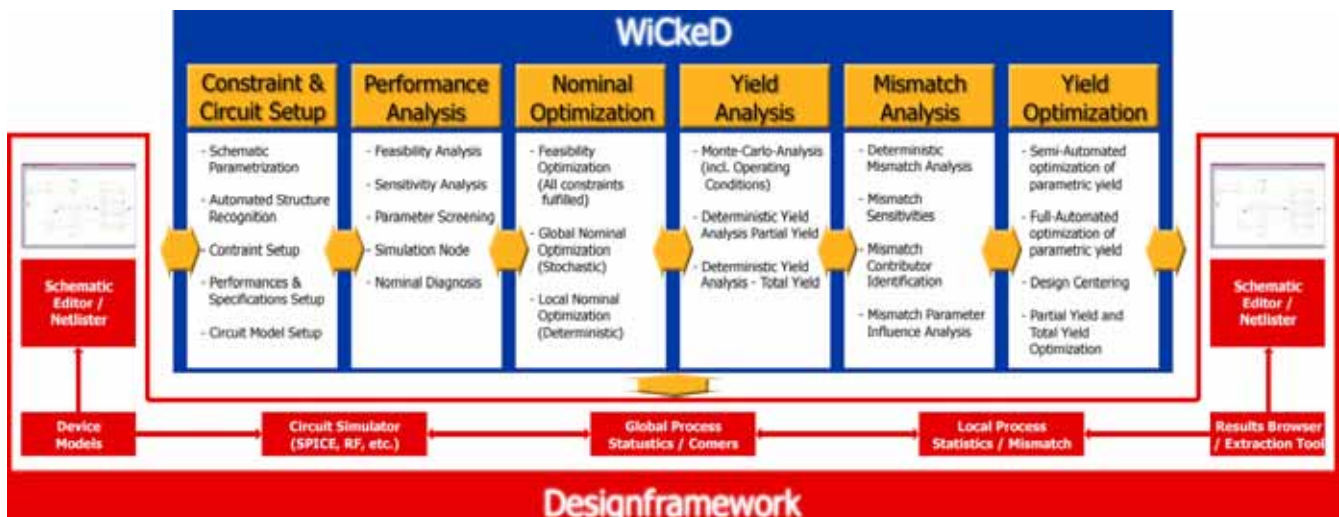 WiCkeD
Constraint &
Circuit Setup
- Schematic
Parametrization
- Automated Structure
Recognition
- Contraint Setup
- Performances &
Specifications Setup
- Circuit Model Setup
Performance
Analysis
- Feasibility Analysis
- Sensitivitiy Analysis
- Parameter Screening
- Simulation Node
- Nominal Diagnosis
Nominal
Optimization
- Feasibility
Optimization
(All constraints
fulfilled)
- Global Nominal
Optimization
(Stochastic)
- Local Nominal
Optimization
(Deterministic)
Yield
Analysis
- Monte-Carlo-Analysis
(incl. Operating
Conditions)
- Deterministic Yield
Analysis Partial Yield
- Deterministic Yield
Analysis - Total Yield
Mismatch
Analysis
- Deterministic
Mismatch Analysis
- Mismatch
Sensitivities
- Mismatch
Contributor
Identification
- Mismatch Parameter
Influence Analysis
Yield
Optimization
- Semi-Automated
optimization of
parametric yield
- Full-Automated
optimization of
parametric yield
- Design Centering
- Partial Yield and
Total Yield
Optimization
Schematic
Editor /
Netlister
Schematic
Editor /
Netlister
Device
Models
Circuit Simulator
(SPICE, RF, etc.)
Global Process
Statustics / Comers
Local Process
Statistics / Mismatch
Results Browser
/ Extraction Tool
Designframework